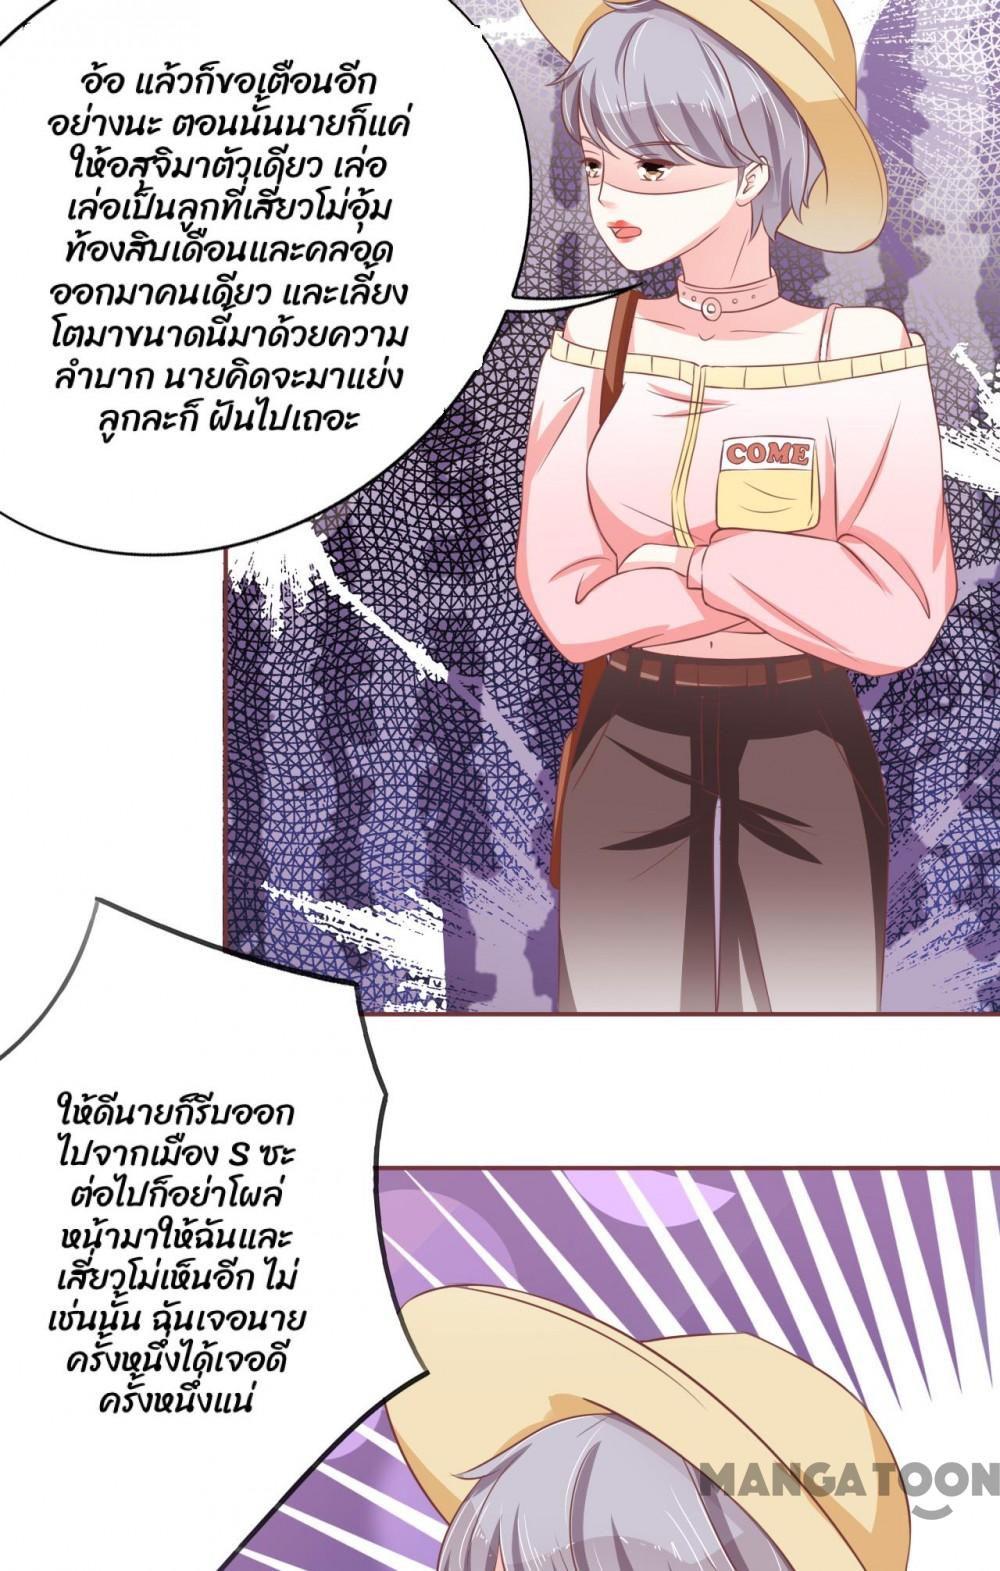 อ้อ แล้วก็ขอเตือนอีก
อย่างนะ ตอนนั้นนายก็แค่
ให้อสุจิมาตัวเดียว เล่อ
เล่อเป็นลูกที่เสี่ยวโม่อุ้ม
ท้องสิบเดือนและคลอด
ออกมาคนเดียว และเลี้ยง
โตมาขนาดนี้มาด้วยความ
ลำบาก นายคิดจะมาแย่ง
ลูกละก็ ฝันไปเถอะ
COME
ให้ดีนายก็รีบออก
ไปจากเมือง S ซะ
ต่อไปก็อย่าโผล่
หน้ามาให้ฉันและ
เสี่ยวโม่เห็นอีก ไม่
เช่นนั้น ฉันเจอนาย
ครั้งหนึ่งได้เจอดี
ครั้งหนึ่งแน่
MANGATOON